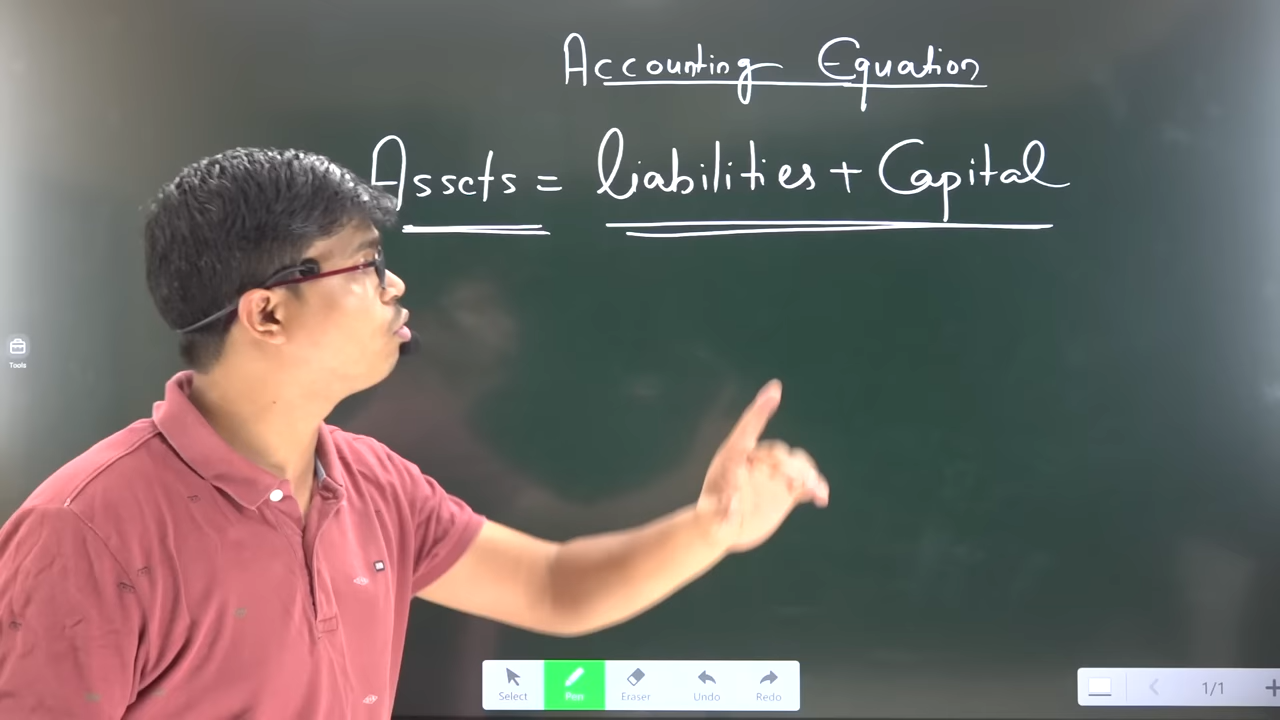 Accounting Equation
Assets = liabilities + Capital
Tools
Select
Pen
Eraser
Undo
Redo
1/1